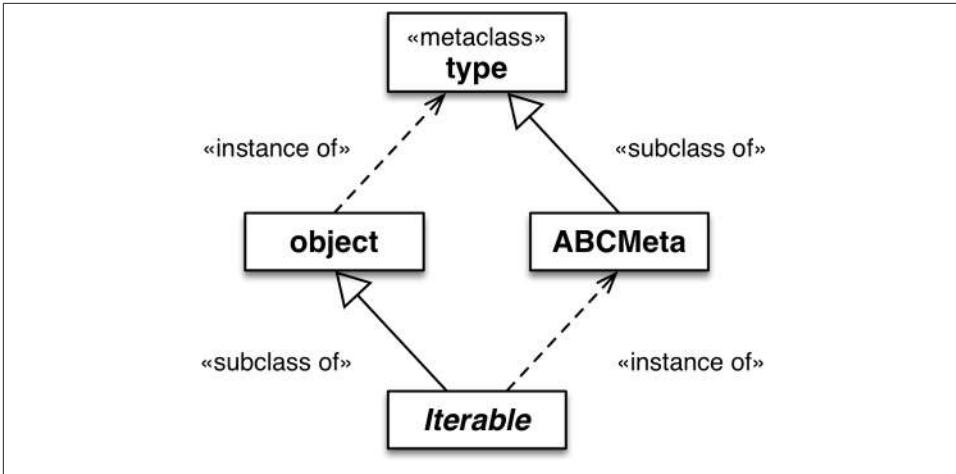 «metaclass»
type
«instance of»
«subclass of»
object
ABCMeta
«subclass of»
«instance of»
Iterable